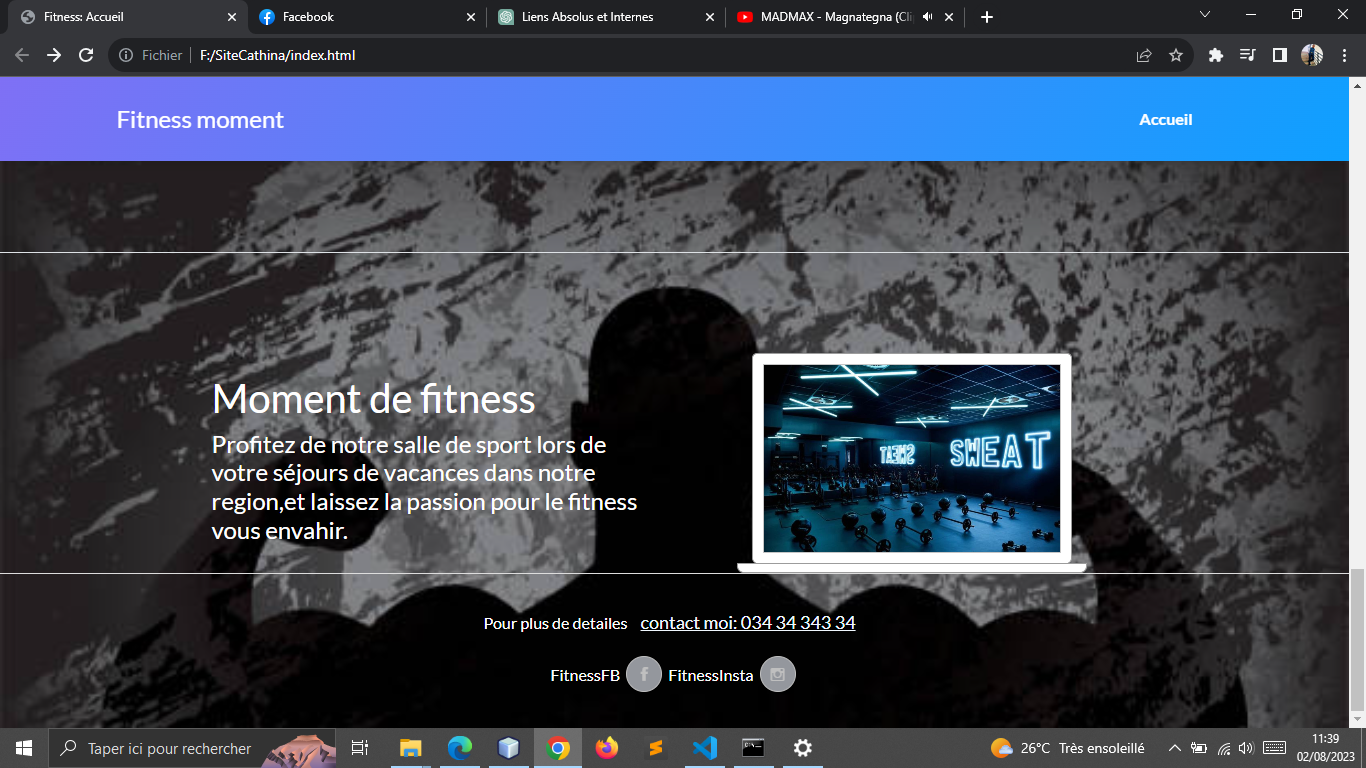 Fitness: Accueil
Facebook
Liens Absolus et Internes
MADMAX - Magnategna (Cli
Fichier
F:/SiteCathina/index.html
Fitness moment
Accueil
Moment de fitness
Profitez de notre salle de sport lors de
votre séjours de vacances dans notre
region,et laissez la passion pour le fitness
vous envahir.
SWEAT
SWEAT
Pour plus de detailes contact moi: 034 34 343 34
FitnessFB
FitnessInsta
Taper ici pour rechercher
26°C Très ensoleillé
11:39
02/08/2023